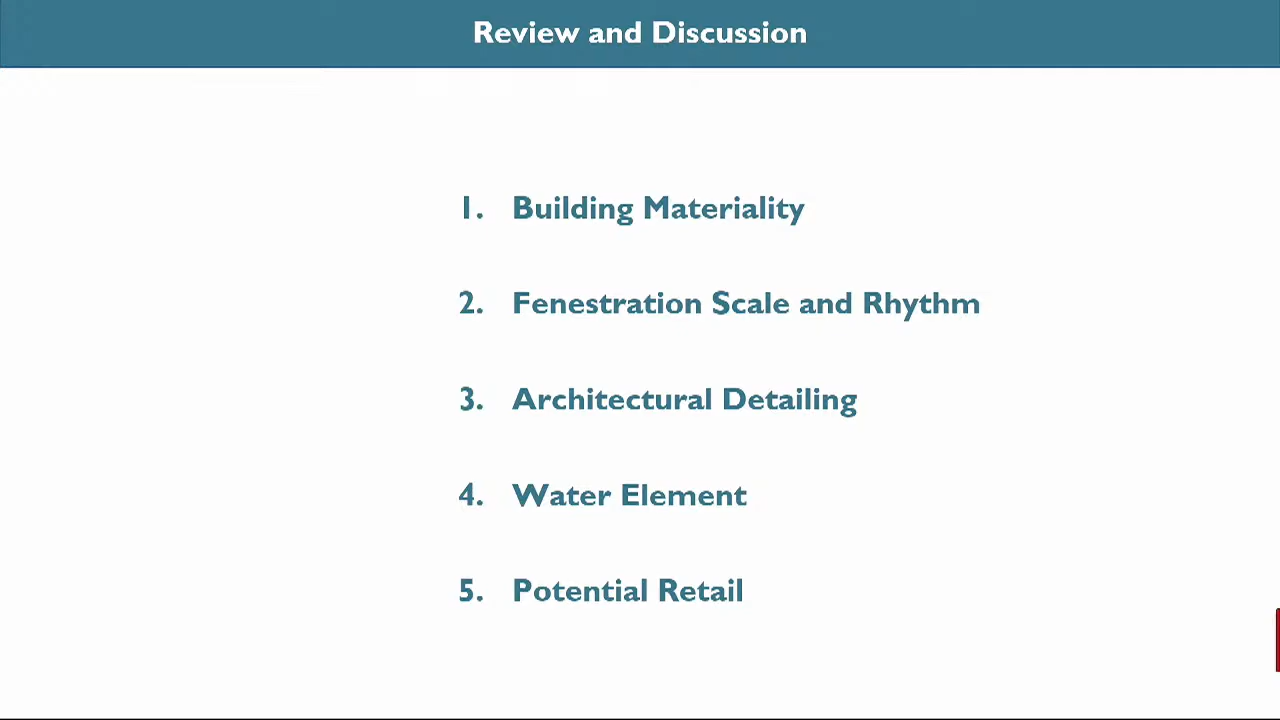 Review and Discussion
1. Building Materiality
2. Fenestration Scale and Rhythm
3. Architectural Detailing
4. Water Element
5. Potential Retail